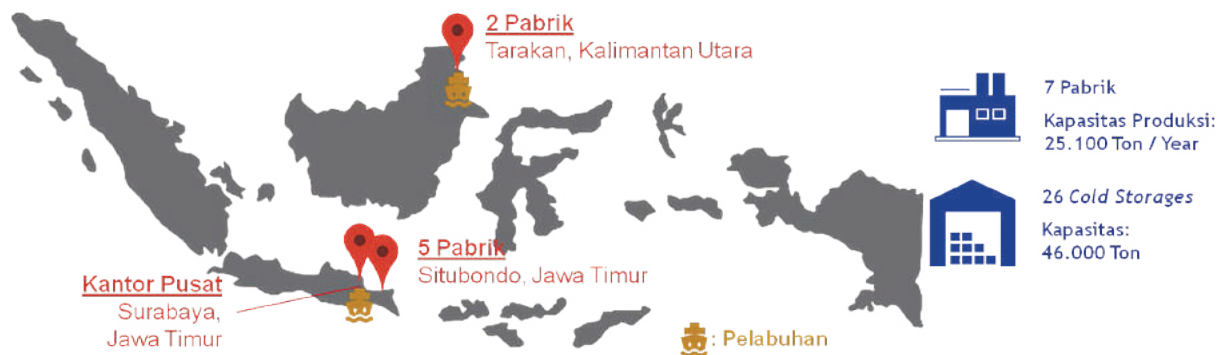 2 Pabrik
Tarakan, Kalimantan Utara
7 Pabrik
Kapasitas Produksi:
25.100 Ton / Year
26 Cold Storages
Kapasitas:
46.000 Ton
5 Pabrik
Situbondo, Jawa Timur
Kantor Pusat
Surabaya,
Jawa Timur
: Pelabuhan